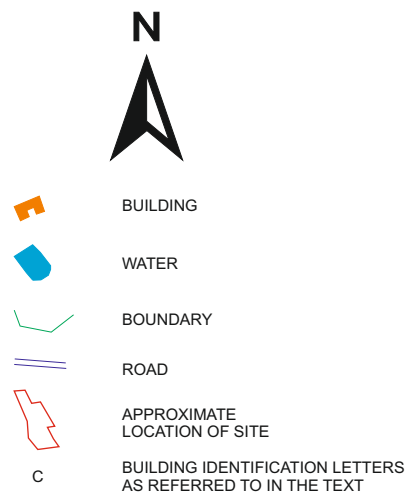 N
BUILDING
WATER
BOUNDARY
ROAD
APPROXIMATE
LOCATION OF SITE
C
BUILDING IDENTIFICATION LETTERS
AS REFERRED TO IN THE TEXT